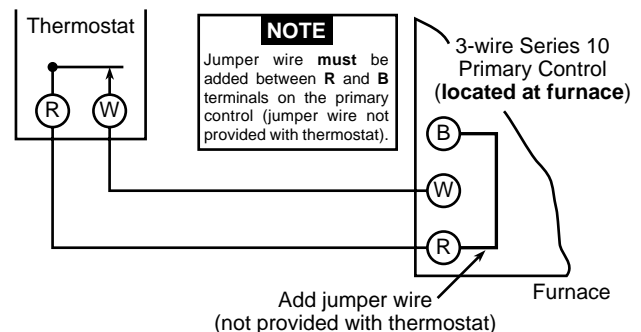 Thermostat
R W
NOTE
Jumper wire must be
added between R and B
terminals on the primary
control (jumper wire not
provided with thermostat).
3-wire Series 10
Primary Control
(located at furnace)
B
W
R
Furnace
Add jumper wire
(not provided with thermostat)